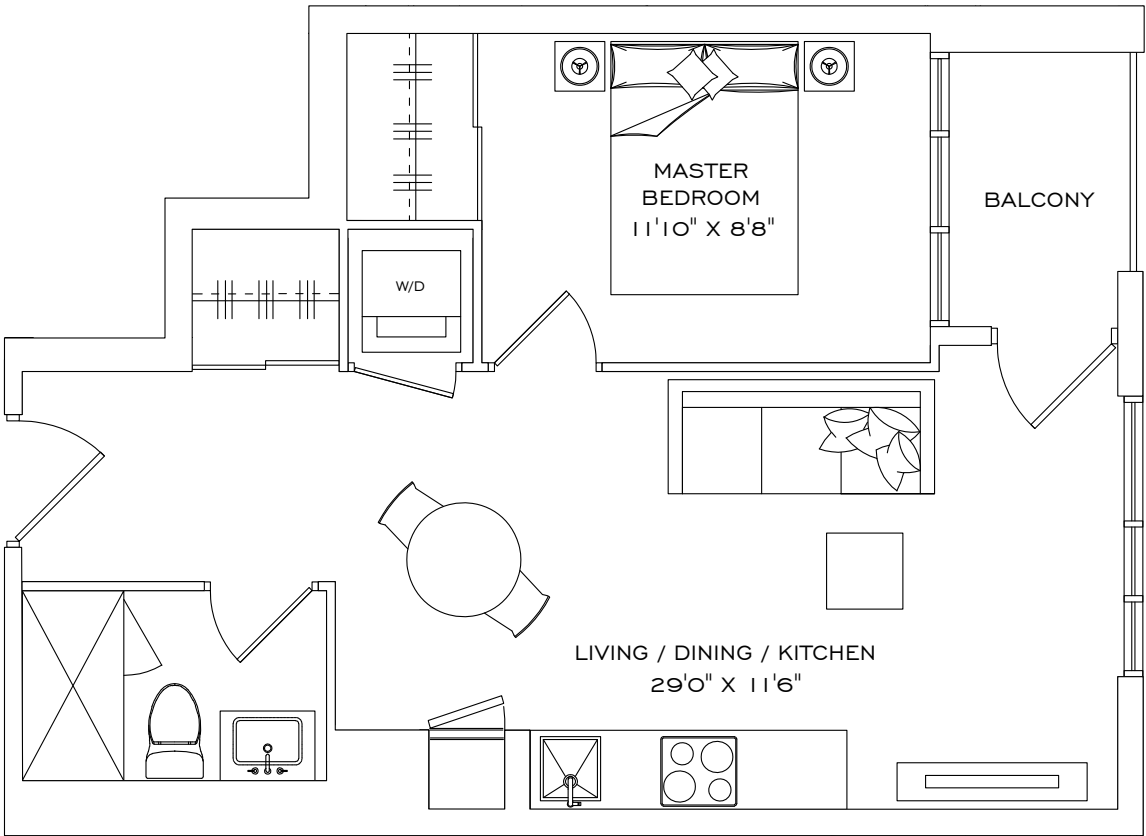 MASTER
BEDROOM
11'10" X 8'8"
BALCONY
W/D
LIVING / DINING / KITCHEN
29'0" X 11'6"